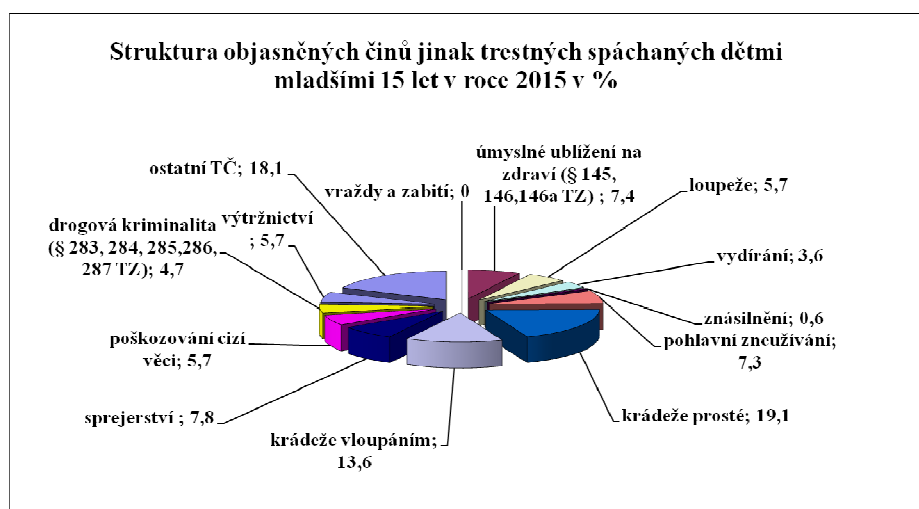 Struktura objasněných činů jinak trestných spáchaných dětmi
mladšími 15 let v roce 2015 v %
vraždy a zabití; 0
úmyslné ublížení na
zdraví (§ 145,
146,146a TZ) ; 7,4
loupeže; 5,7
vydírání; 3,6
znásilnění; 0,6
pohlavní zneužívání;
7,3
krádeže prosté; 19,1
krádeže vloupáním;
13,6
sprejerství ; 7,8
poškozování cizí
věci; 5,7
drogová kriminalita
(§ 283, 284, 285,286,
287 TZ); 4,7
výtržnictví
; 5,7
ostatní TČ; 18,1